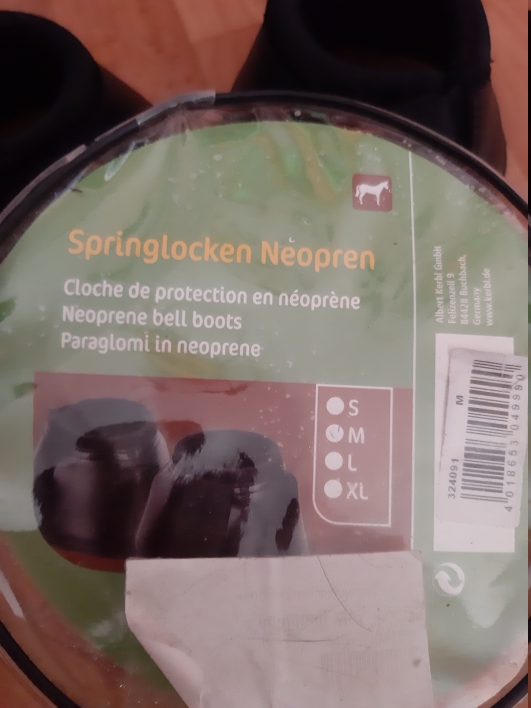 Springlocken Neopren
Cloche de protection en néoprène
Neoprene bell boots
Paraglomi in neoprene
S
M
L
XL
Albert Kerbl GmbH
Felizenzell 9
84428 Buchbach,
Germany
www.kerbl.de
M
324091
4 018653 049990